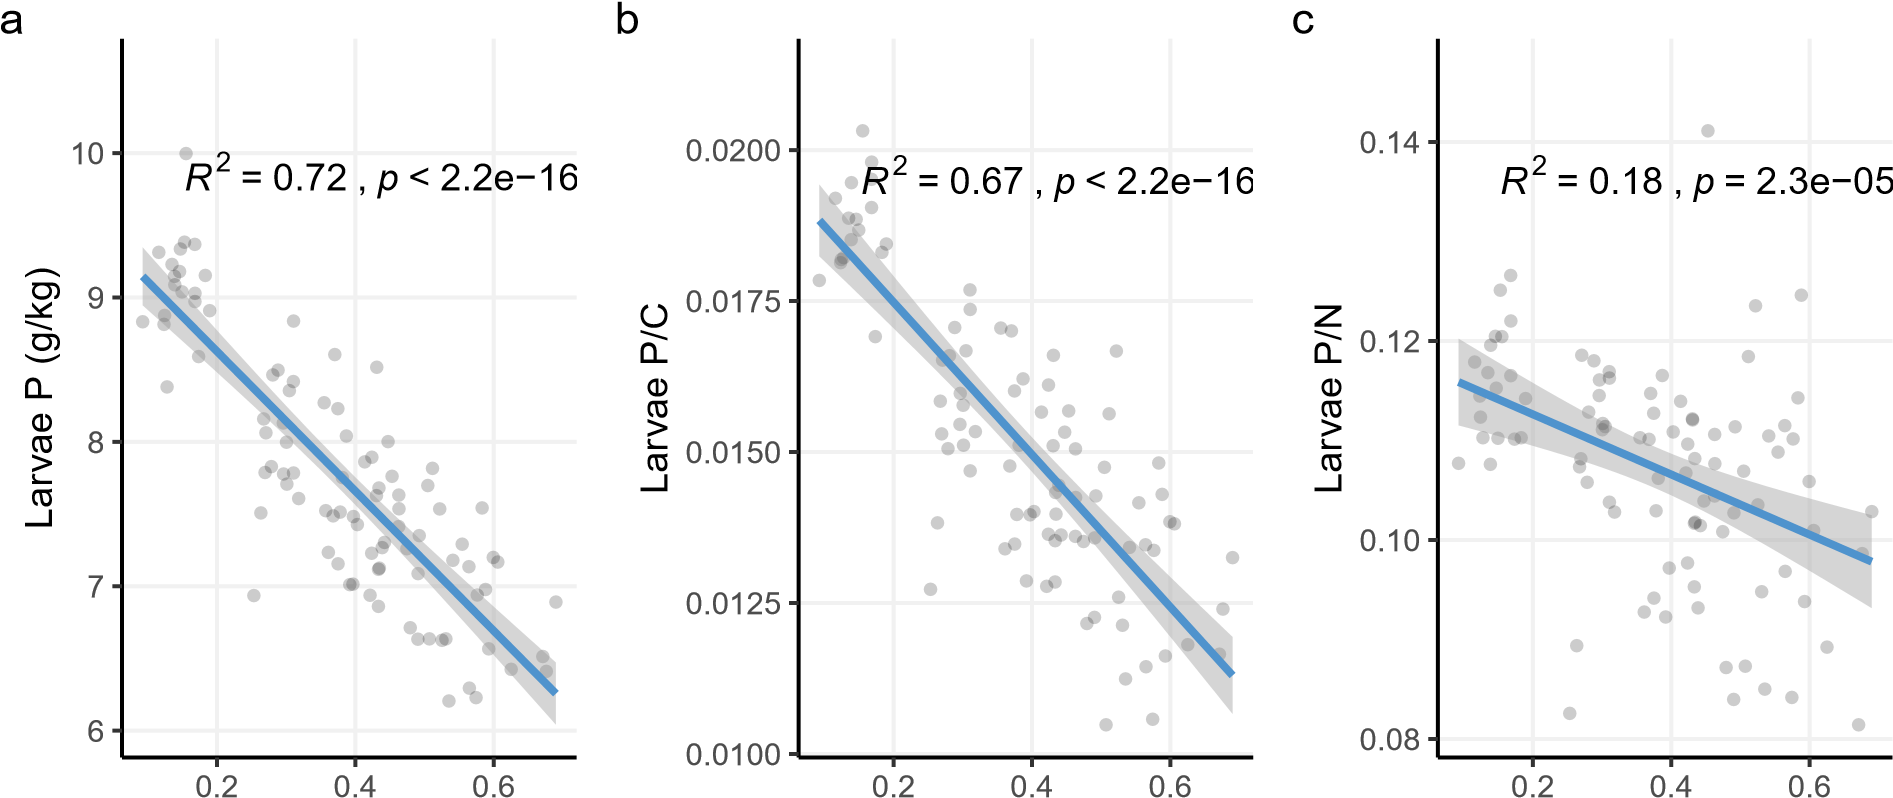 a
Larvae P (g/kg)
10
9
8
7
6
R² = 0.72 , p < 2.2e−16
0.2 0.4 0.6
b
Larvae P/C
0.0200
0.0175
0.0150
0.0125
0.0100
R² = 0.67 , p < 2.2e−16
0.2 0.4 0.6
c
Larvae P/N
0.14
0.12
0.10
0.08
R² = 0.18 , p = 2.3e−05
0.2 0.4 0.6